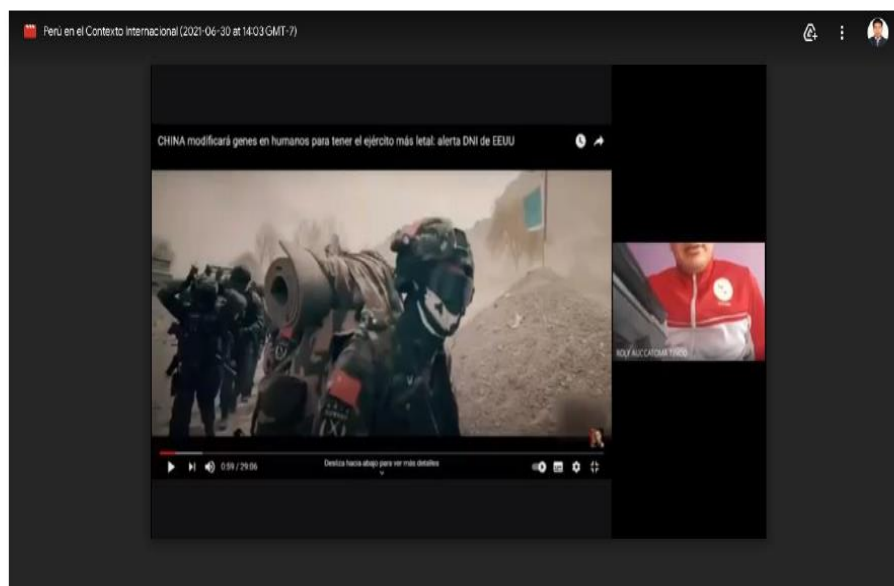 Perú en el Contexto Internacional (2021-06-30 at 14:03 GMT-7)
CHINA modificará genes en humanos para tener el ejército más letal: alerta DNI de EEUU
0:59 / 29:06
Desliza hacia abajo para ver más detalles
ROLY AUCCATOMA